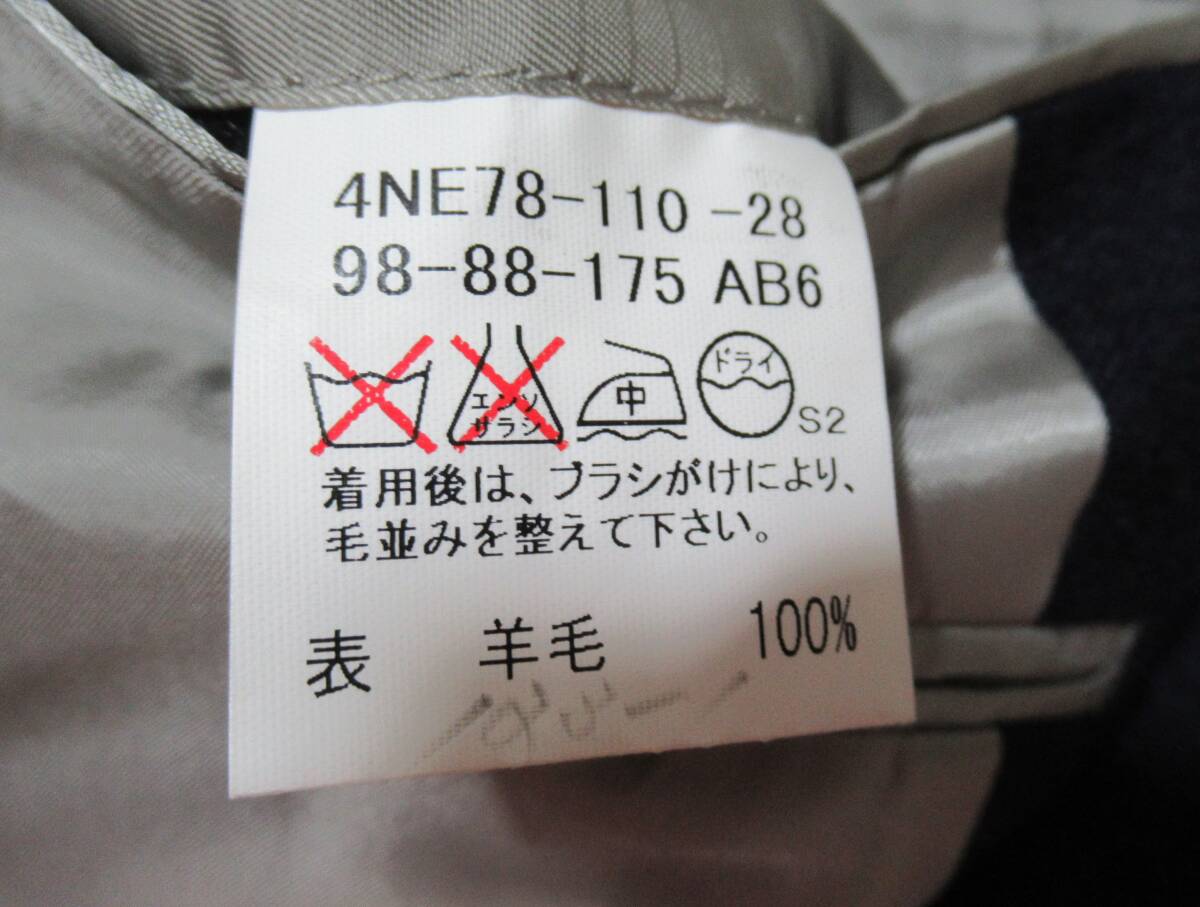 4NE78-110 -28
98-88-175 AB6
エンソ
サラシ
中
ドライ
S2
着用後は、ブラシがけにより、
毛並みを整えて下さい。
表 羊毛 100%